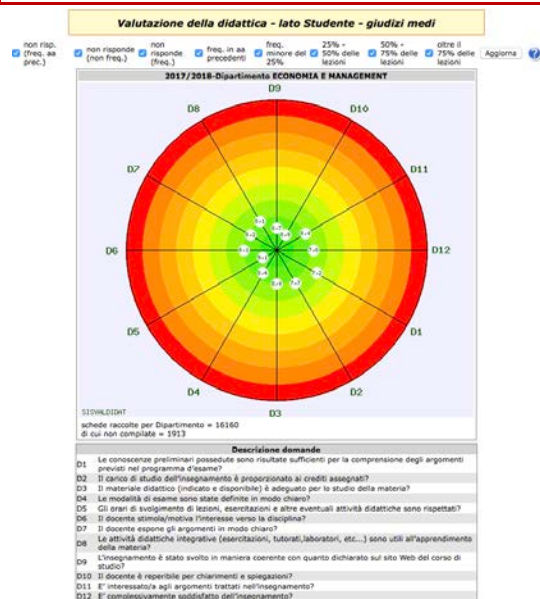 Valutazione della didattica - lato Studente - giudizi medi
non risp. (freq. aa prec.)
non risponde (non freq.)
non risponde (freq.)
freq. in aa precedenti
freq. minore del 25%
25% - 50% delle lezioni
50% - 75% delle lezioni
oltre il 75% delle lezioni
Aggiorna
?
2017/2018-Dipartimento ECONOMIA E MANAGEMENT
D9
D8
D10
D7
D11
D6
D12
D5
D1
D4
D2
D3
SISVALDIDAT
schede raccolte per Dipartimento = 16160
di cui non compilate = 1913
Descrizione domande
D1 Le conoscenze preliminari possedute sono risultate sufficienti per la comprensione degli argomenti
previsti nel programma d'esame?
D2 Il carico di studio dell'insegnamento è proporzionato ai crediti assegnati?
D3 Il materiale didattico (indicato e disponibile) è adeguato per lo studio della materia?
D4 Le modalità di esame sono state definite in modo chiaro?
D5 Gli orari di svolgimento di lezioni, esercitazioni e altre eventuali attività didattiche sono rispettati?
D6 Il docente stimola/motiva l'interesse verso la disciplina?
D7 Il docente espone gli argomenti in modo chiaro?
D8 Le attività didattiche integrative (esercitazioni, tutorati,laboratori, etc...) sono utili all'apprendimento
della materia?
D9 L'insegnamento è stato svolto in maniera coerente con quanto dichiarato sul sito Web del corso di
studio?
D10 Il docente è reperibile per chiarimenti e spiegazioni?
D11 E' interessato/a agli argomenti trattati nell'insegnamento?
D12 E' complessivamente soddisfatto dell'insegnamento?